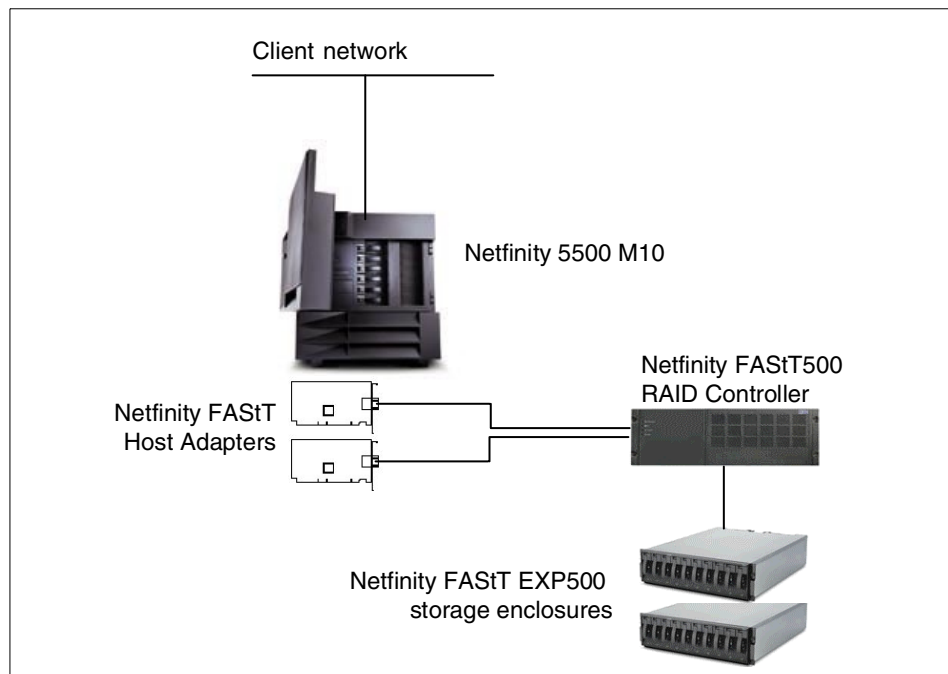 Client network
Netfinity 5500 M10
Netfinity FAStT500
RAID Controller
Netfinity FAStT
Host Adapters
Netfinity FAStT EXP500
storage enclosures